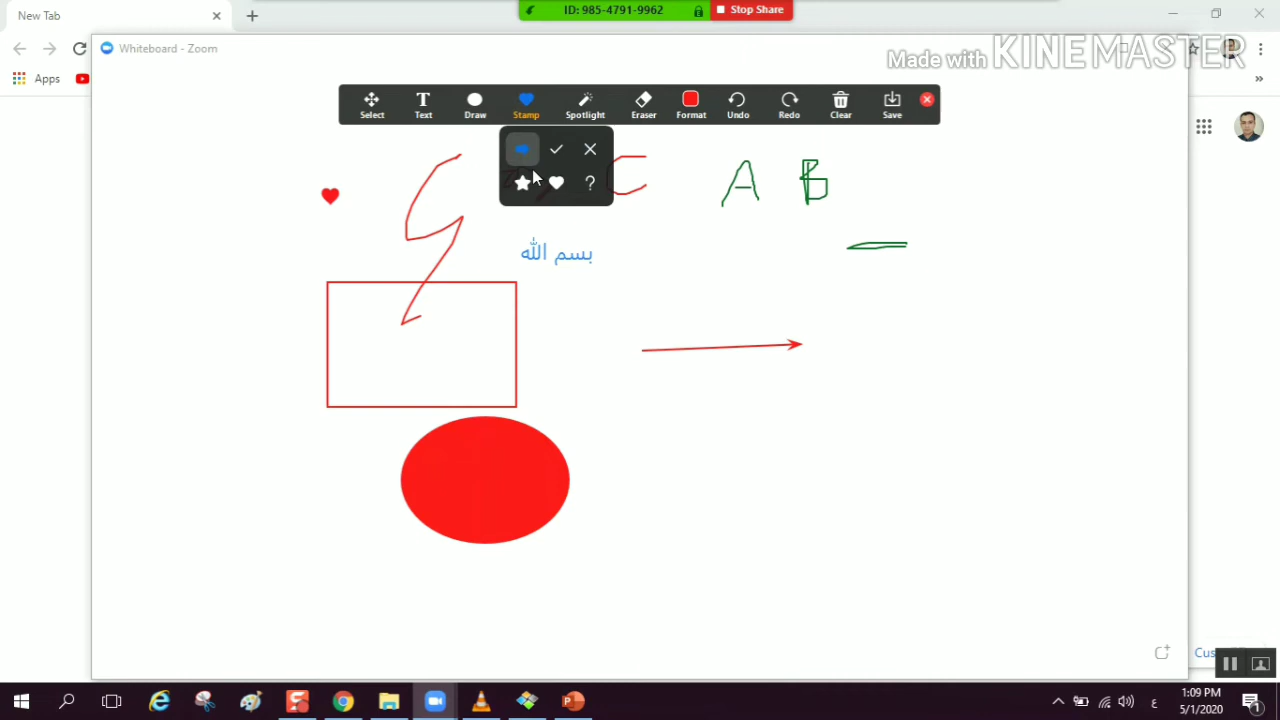 New Tab
ID: 985-4791-9962
Stop Share
Whiteboard - Zoom
Made with KINEMASTER
Apps
Select
Text
Draw
Stamp
Spotlight
Eraser
Format
Undo
Redo
Clear
Save
?
C A B
بسم الله
ع
1:09 PM
5/1/2020
1